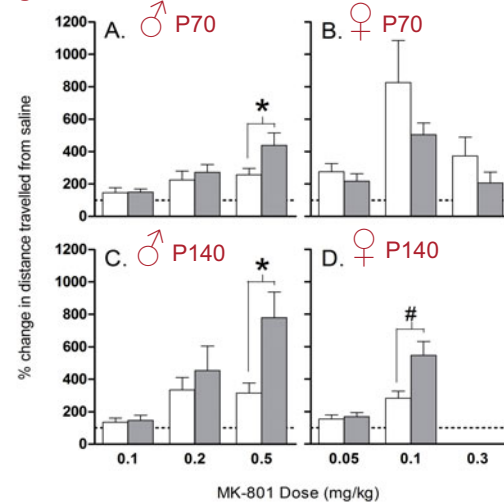 1200
1000
800
600
400
200
0
A. ♂ P70
*
B. ♀ P70
% change in distance travelled from saline
1200
1000
800
600
400
200
0
C. ♂ P140
*
D. ♀ P140
#
0.1 0.2 0.5 0.05 0.1 0.3
MK-801 Dose (mg/kg)